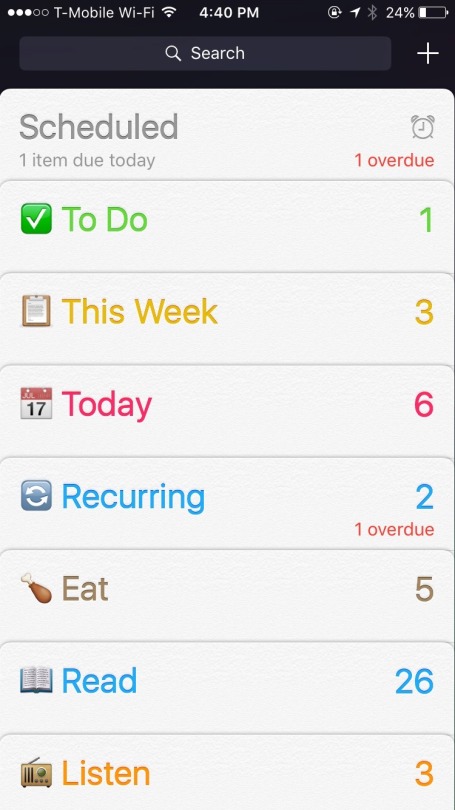 T-Mobile Wi-Fi 4:40 PM 24%
Search
Scheduled
1 item due today 1 overdue
To Do 1
This Week 3
JUL 17 Today 6
Recurring 2
1 overdue
Eat 5
Read 26
Listen 3